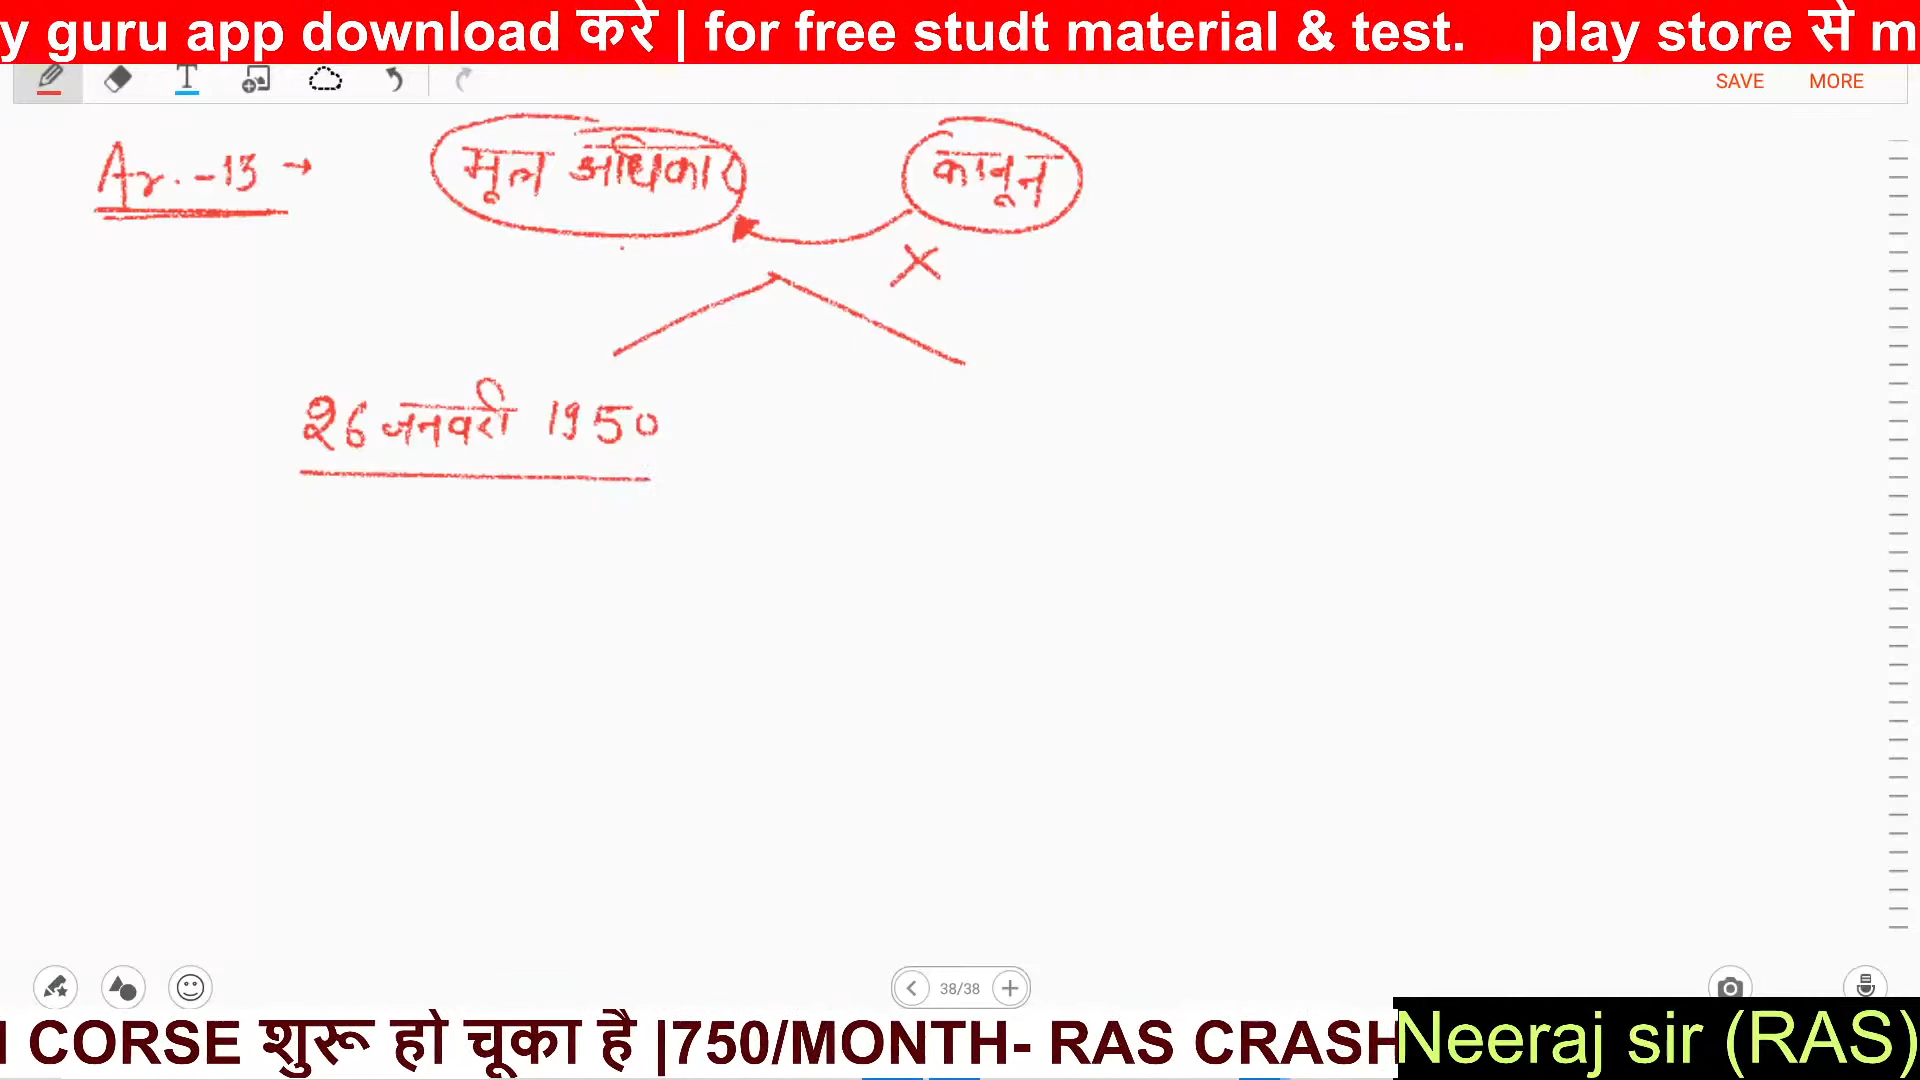 y guru app download करे | for free studt material & test. play store से m
SAVE MORE
Ar.-13 → मूल अधिकार कानून
26 जनवरी 1950
38/38
CORSE शुरू हो चूका है |750/MONTH- RAS CRASH
Neeraj sir (RAS)